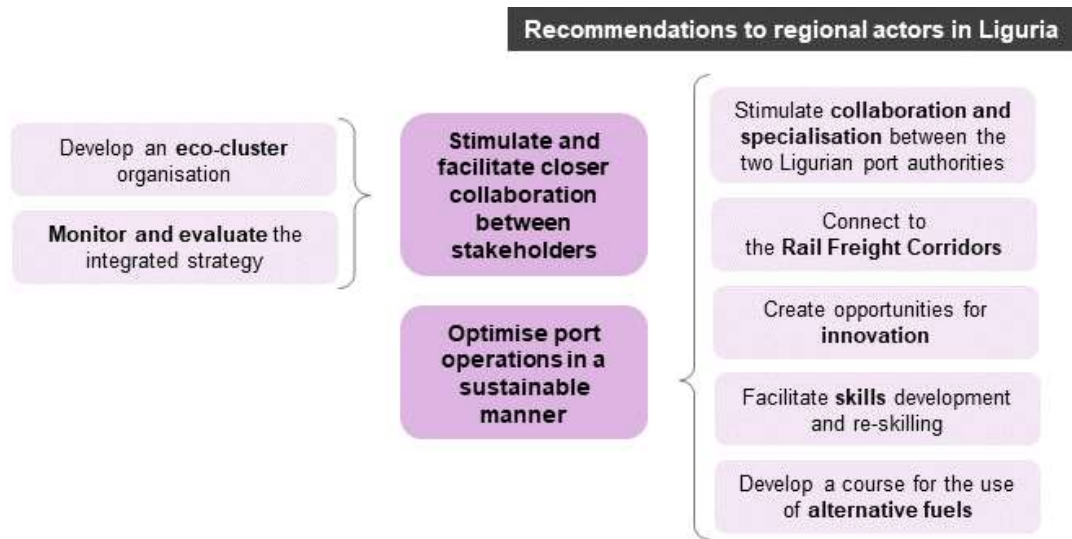 Recommendations to regional actors in Liguria
Develop an eco-cluster
organisation
Monitor and evaluate the
integrated strategy
Stimulate and
facilitate closer
collaboration
between
stakeholders
Optimise port
operations in a
sustainable
manner
Stimulate collaboration and
specialisation between the
two Ligurian port authorities
Connect to
the Rail Freight Corridors
Create opportunities for
innovation
Facilitate skills development
and re-skilling
Develop a course for the use
of alternative fuels